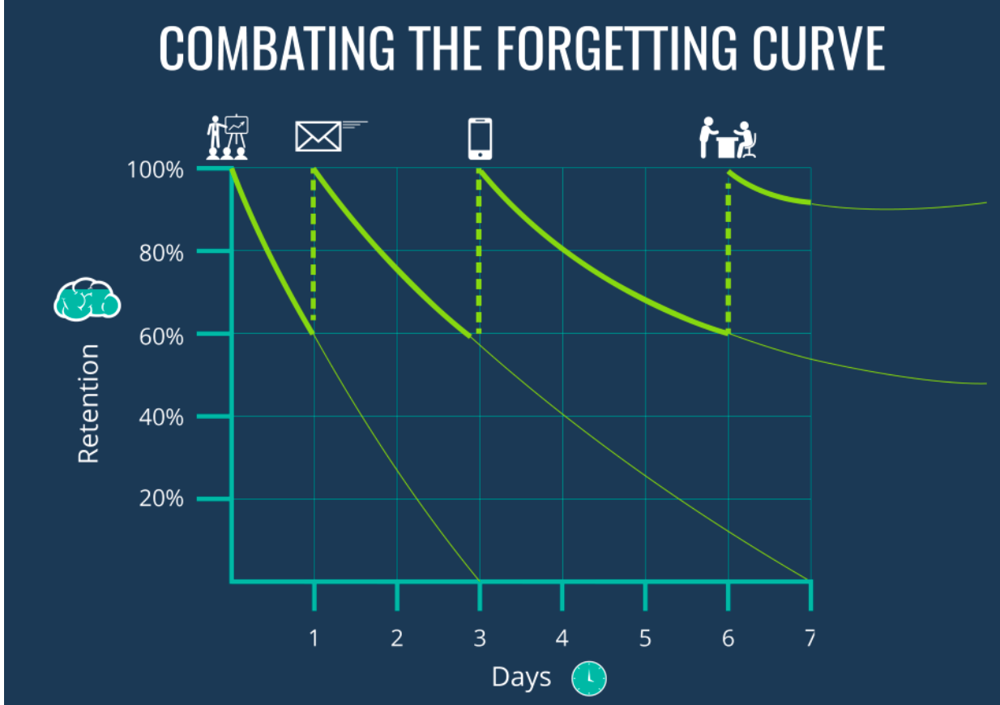 COMBATING THE FORGETTING CURVE
100%
80%
60%
40%
20%
Retention
1 2 3 4 5 6 7
Days